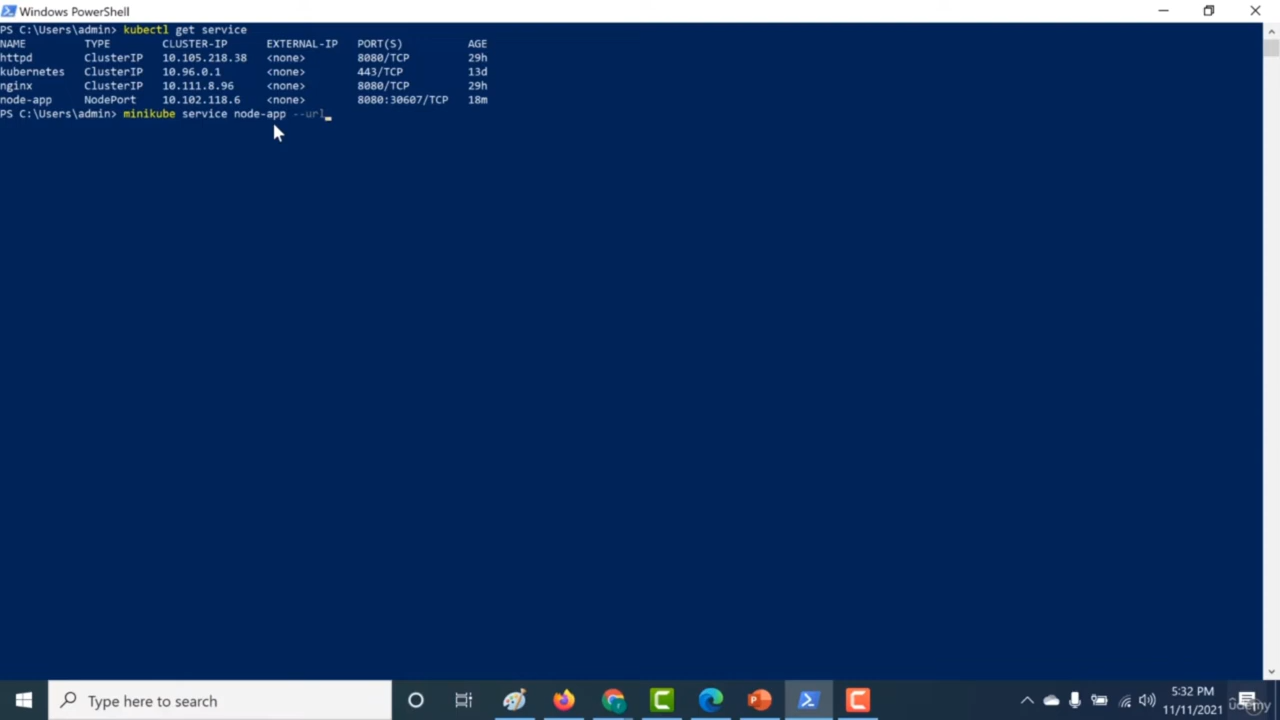 Windows PowerShell
PS C:\Users\admin> kubectl get service
NAME TYPE CLUSTER-IP EXTERNAL-IP PORT(S) AGE
httpd ClusterIP 10.105.218.38 <none> 8080/TCP 29h
kubernetes ClusterIP 10.96.0.1 <none> 443/TCP 13d
nginx ClusterIP 10.111.8.96 <none> 8080/TCP 29h
node-app NodePort 10.102.118.6 <none> 8080:30607/TCP 18m
PS C:\Users\admin> minikube service node-app --url
Type here to search
5:32 PM
11/11/2021
udemy